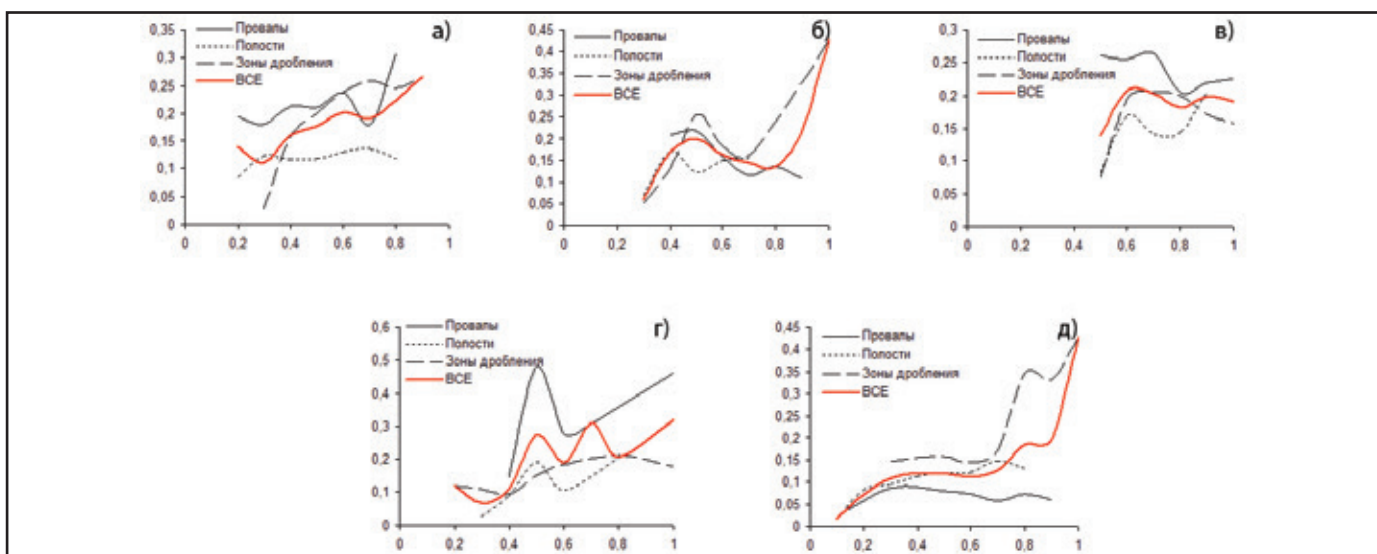 а)
Провалы
Полости
Зоны дробления
ВСЕ
0,35
0,3
0,25
0,2
0,15
0,1
0,05
0
0 0,2 0,4 0,6 0,8 1
б)
Провалы
Полости
Зоны дробления
ВСЕ
0,45
0,4
0,35
0,3
0,25
0,2
0,15
0,1
0,05
0
0 0,2 0,4 0,6 0,8 1
в)
Провалы
Полости
Зоны дробления
ВСЕ
0,3
0,25
0,2
0,15
0,1
0,05
0
0 0,2 0,4 0,6 0,8 1
г)
Провалы
Полости
Зоны дробления
ВСЕ
0,6
0,5
0,4
0,3
0,2
0,1
0
0 0,2 0,4 0,6 0,8 1
д)
Провалы
Полости
Зоны дробления
ВСЕ
0,45
0,4
0,35
0,3
0,25
0,2
0,15
0,1
0,05
0
0 0,2 0,4 0,6 0,8 1